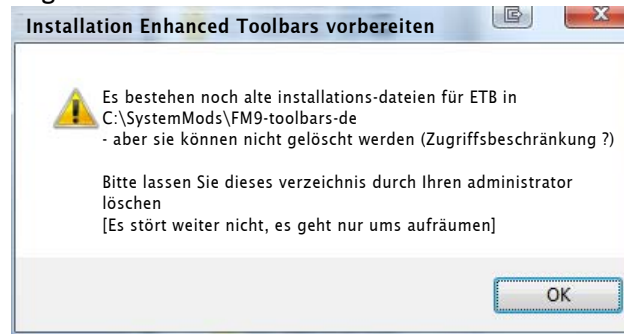 Installation Enhanced Toolbars vorbereiten
Es bestehen noch alte installations-dateien für ETB in
C:\SystemMods\FM9-toolbars-de
- aber sie können nicht gelöscht werden (Zugriffsbeschränkung ?)
Bitte lassen Sie dieses verzeichnis durch Ihren administrator
löschen
[Es stört weiter nicht, es geht nur ums aufräumen]
OK